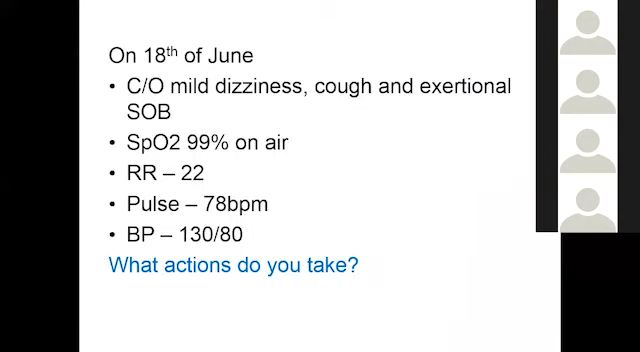 On 18th of June
• C/O mild dizziness, cough and exertional
SOB
• SpO2 99% on air
• RR – 22
• Pulse – 78bpm
• BP – 130/80
What actions do you take?